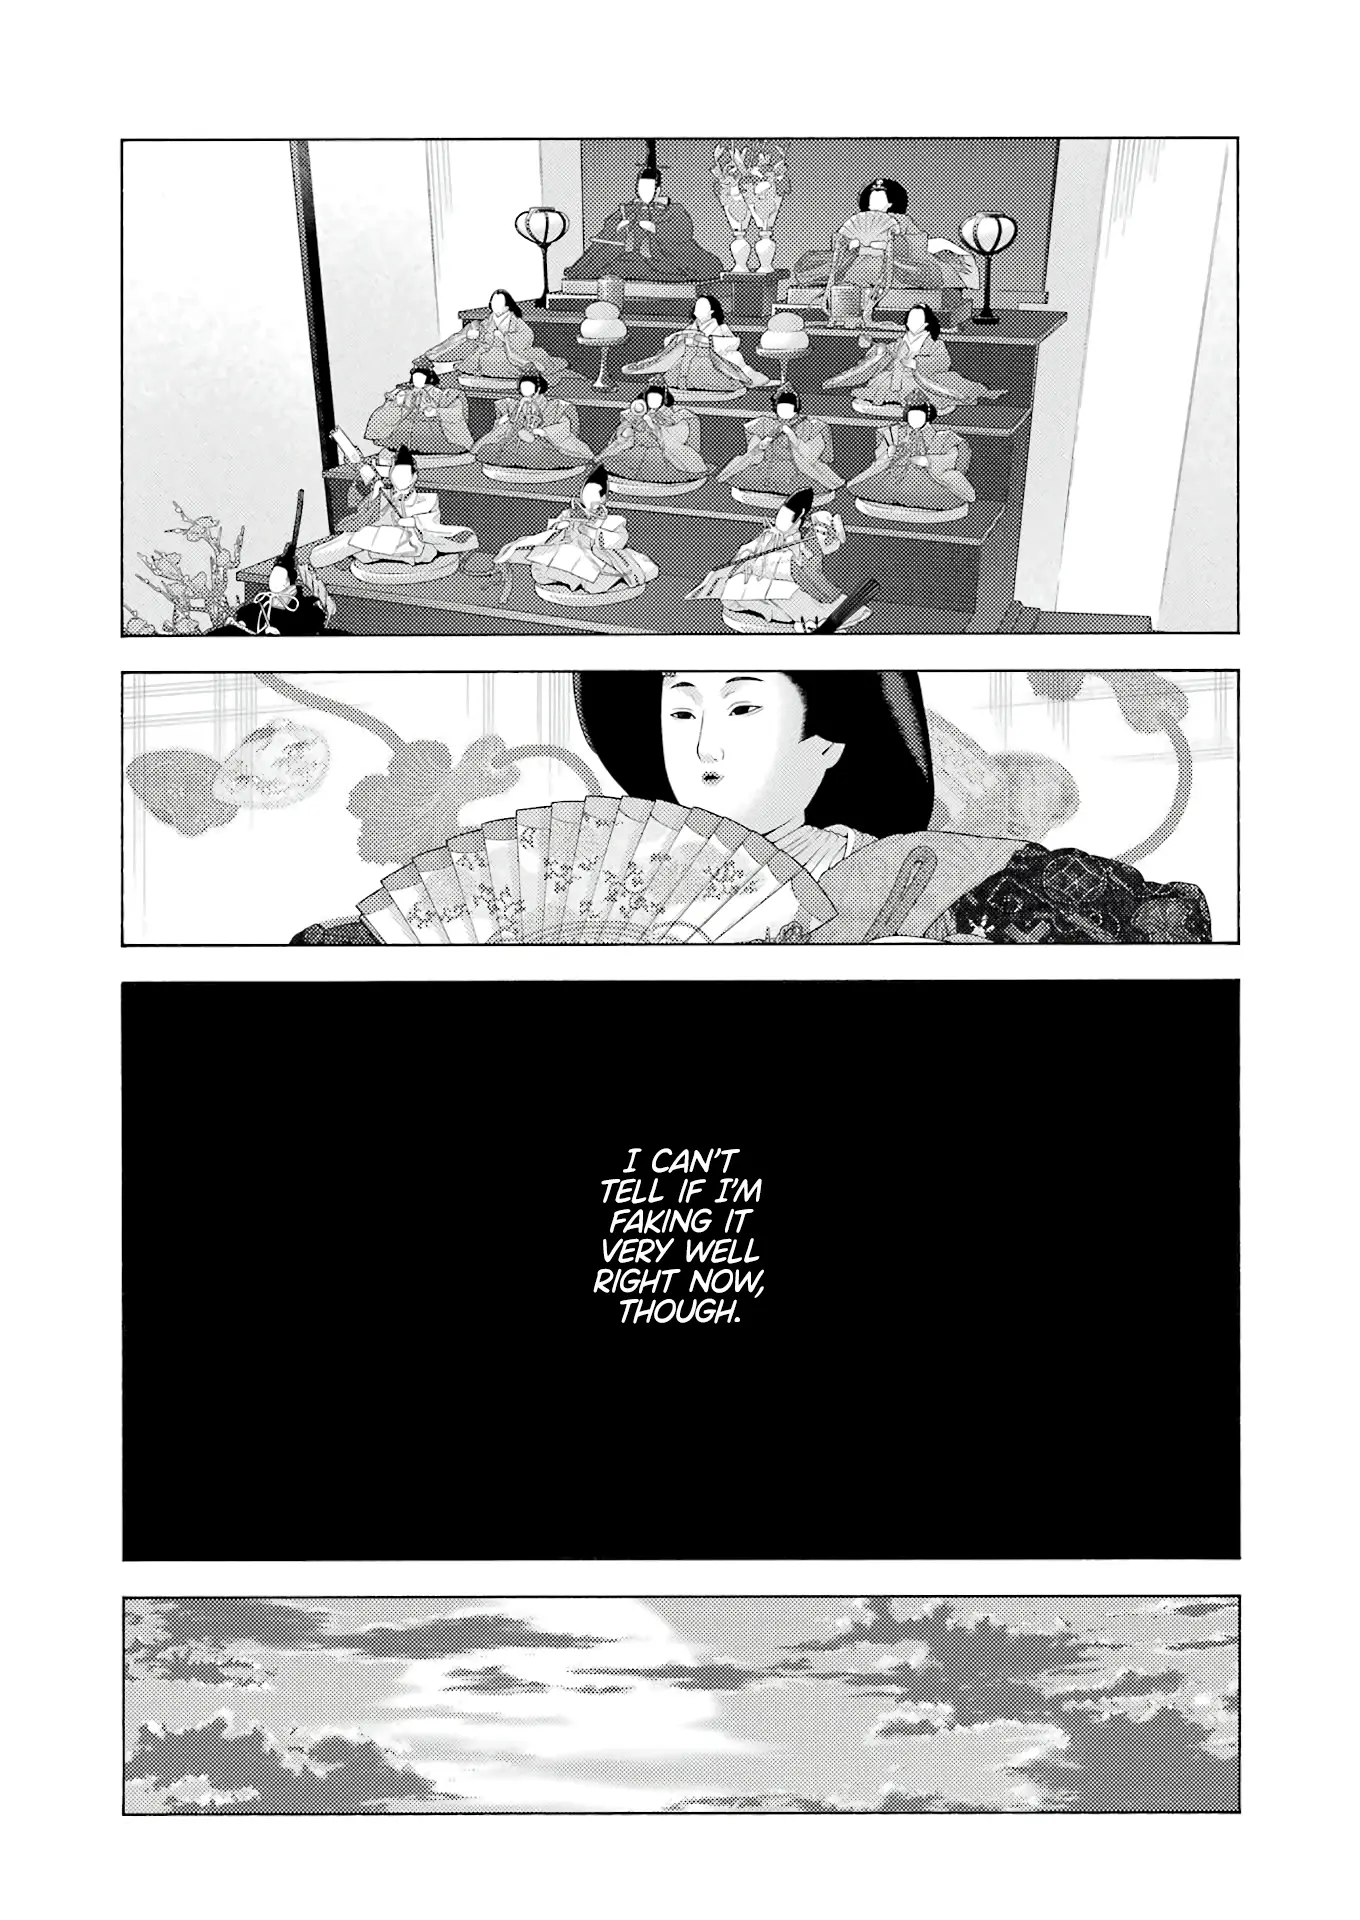 I CAN'T
TELL IF I'M
FAKING IT
VERY WELL
RIGHT NOW,
THOUGH.